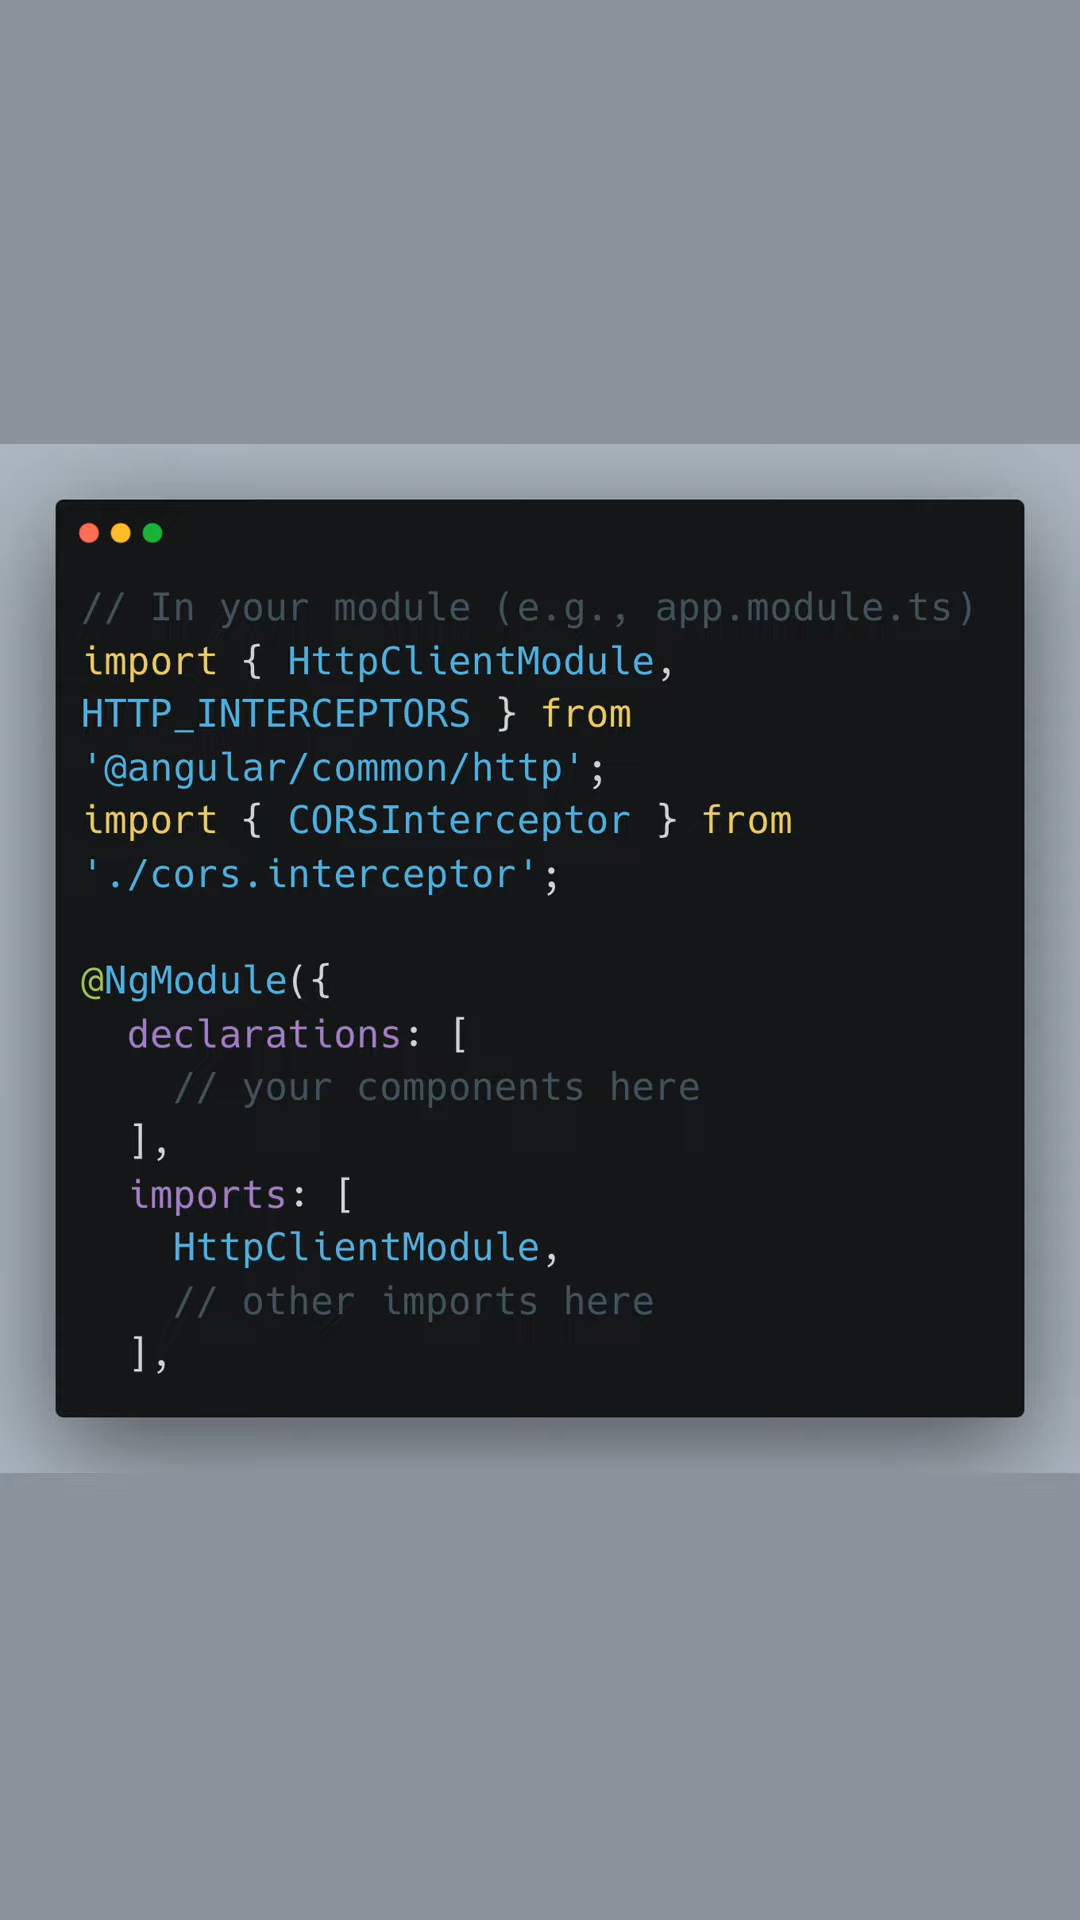 // In your module (e.g., app.module.ts)
import { HttpClientModule,
HTTP_INTERCEPTORS } from
'@angular/common/http';
import { CORSInterceptor } from
'./cors.interceptor';

@NgModule({
  declarations: [
    // your components here
  ],
  imports: [
    HttpClientModule,
    // other imports here
  ],